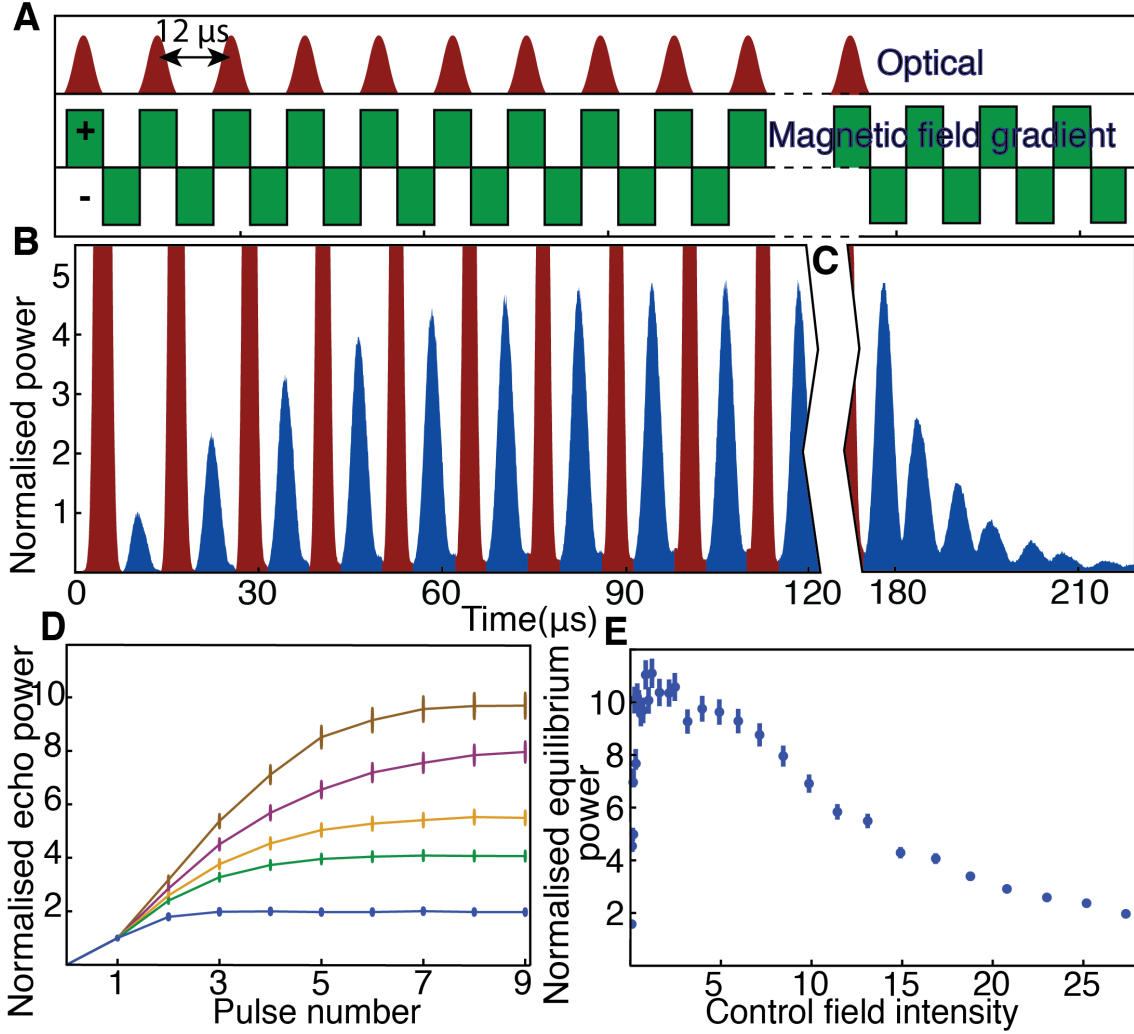 A
12 µs
Optical
+
Magnetic field gradient
-
B
C
Normalised power
5
4
3
2
1
0 30 60 90 120 180 210
Time(µs)
D
E
Normalised echo power
10
8
6
4
2
1 3 5 7 9
Pulse number
Normalised equilibrium
power
10
8
6
4
2
5 10 15 20 25
Control field intensity